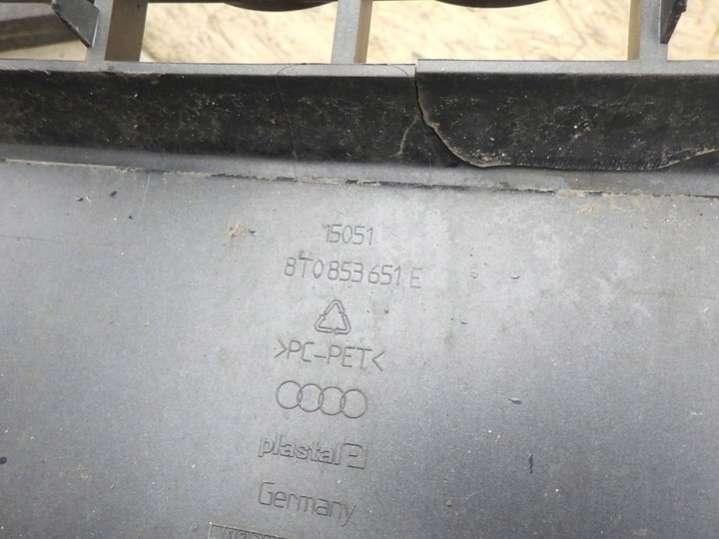 15051
8T0 853 651 E
>PC-PET<
plastal
Germany